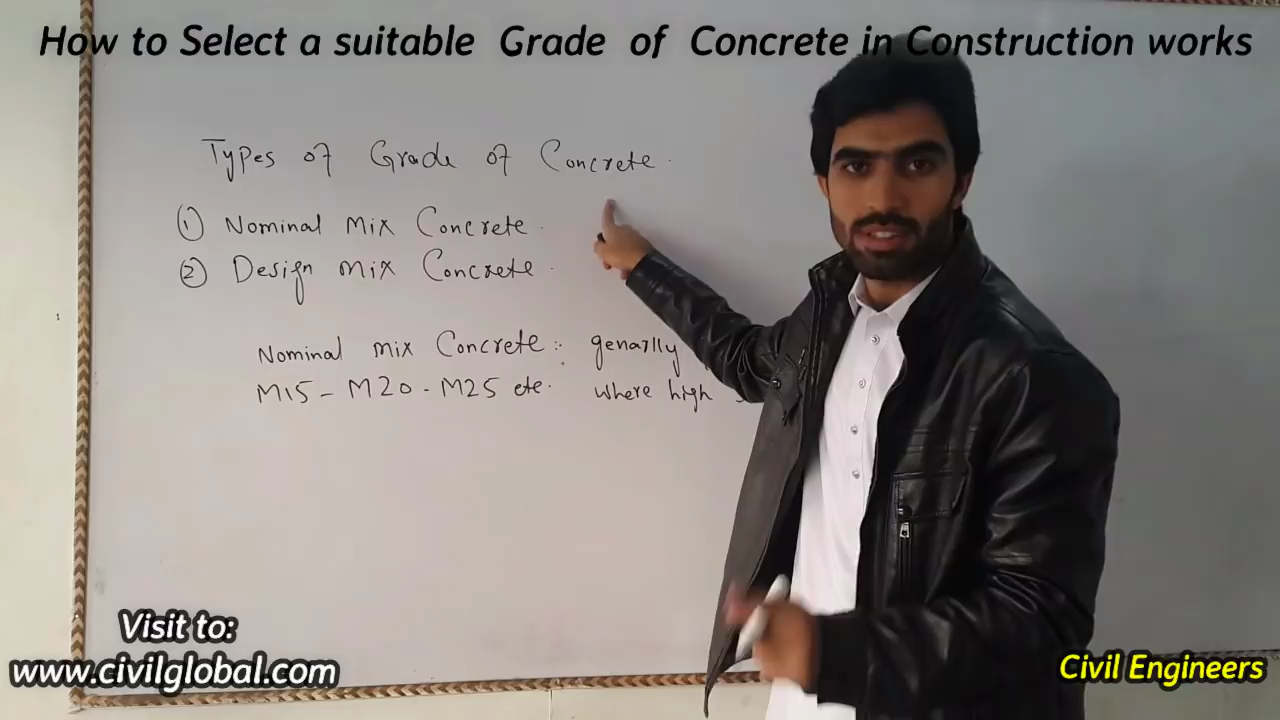 How to Select a suitable Grade of Concrete in Construction works
Types of Grade of Concrete.
① Nominal Mix Concrete.
② Design mix Concrete.
Nominal mix Concrete :. genarlly
M15 - M20 - M25 etc. where high
Visit to:
www.civilglobal.com
Civil Engineers